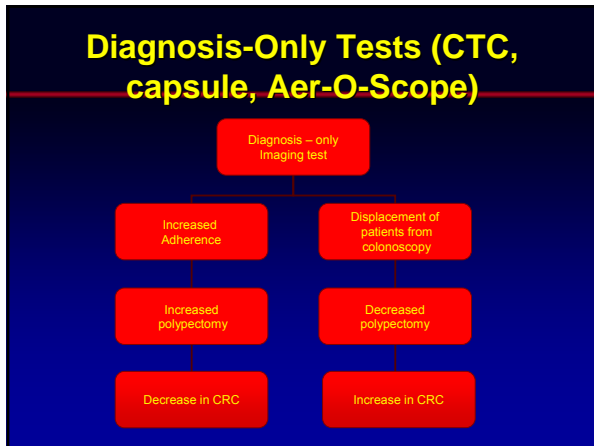 Diagnosis-Only Tests (CTC,
capsule, Aer-O-Scope)
Diagnosis – only
Imaging test
Increased
Adherence
Displacement of
patients from
colonoscopy
Increased
polypectomy
Decreased
polypectomy
Decrease in CRC
Increase in CRC